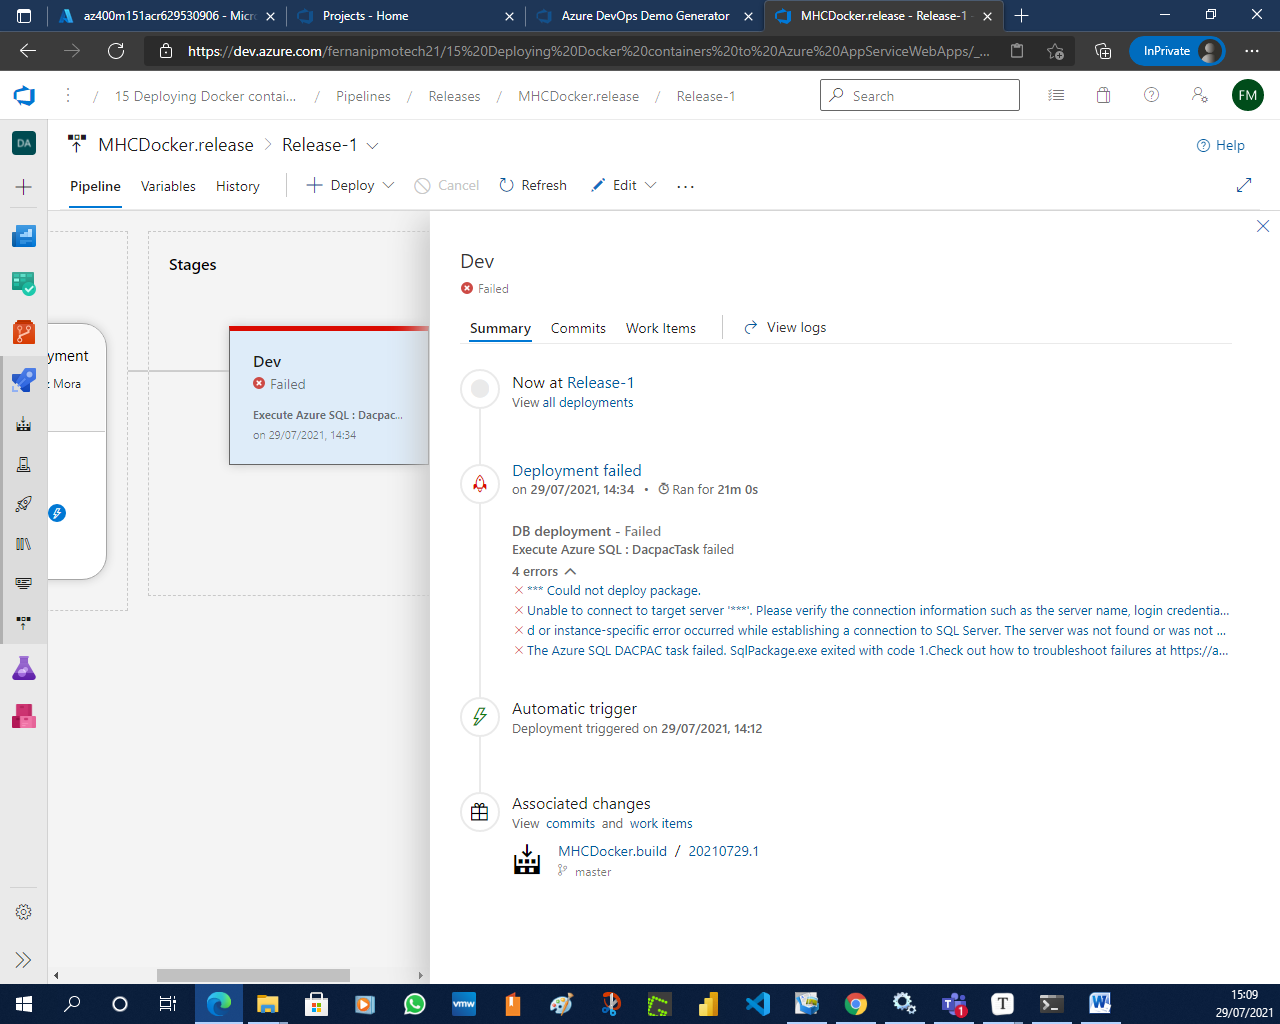 az400m151acr629530906 - Micro
Projects - Home
Azure DevOps Demo Generator
MHCDocker.release - Release-1 -
https://dev.azure.com/fernanipmotech21/15%20Deploying%20Docker%20containers%20to%20Azure%20AppServiceWebApps/_...
InPrivate
/ 15 Deploying Docker contai... / Pipelines / Releases / MHCDocker.release / Release-1
Search
FM
DA
MHCDocker.release > Release-1
Help
Pipeline Variables History
Deploy Cancel Refresh Edit ...
Stages
yment
: Mora
Dev
Failed
Execute Azure SQL : Dacpac...
on 29/07/2021, 14:34
Dev
Failed
Summary Commits Work Items View logs
Now at Release-1
View all deployments
Deployment failed
on 29/07/2021, 14:34 • Ran for 21m 0s
DB deployment - Failed
Execute Azure SQL : DacpacTask failed
4 errors
*** Could not deploy package.
Unable to connect to target server '***'. Please verify the connection information such as the server name, login credentia...
d or instance-specific error occurred while establishing a connection to SQL Server. The server was not found or was not ...
The Azure SQL DACPAC task failed. SqlPackage.exe exited with code 1.Check out how to troubleshoot failures at https://a...
Automatic trigger
Deployment triggered on 29/07/2021, 14:12
Associated changes
View commits and work items
MHCDocker.build / 20210729.1
master
vmw
1
T
W
15:09
29/07/2021